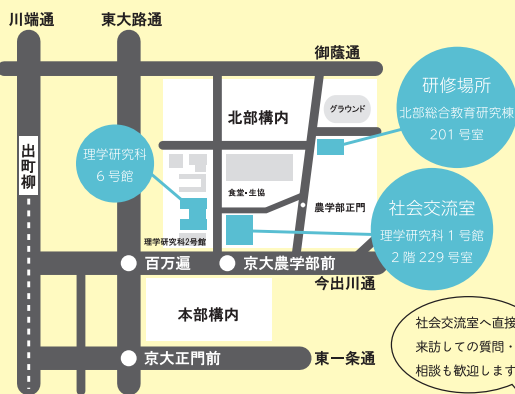 川端通
東大路通
御蔭通
研修場所
北部総合教育研究棟
201号室
グラウンド
北部構内
出町柳
理学研究科
6号館
食堂・生協
農学部正門
社会交流室
理学研究科1号館
2階229号室
理学研究科2号館
百万遍
京大農学部前
今出川通
本部構内
京大正門前
東一条通
社会交流室へ直接
来訪しての質問・
相談も歓迎します